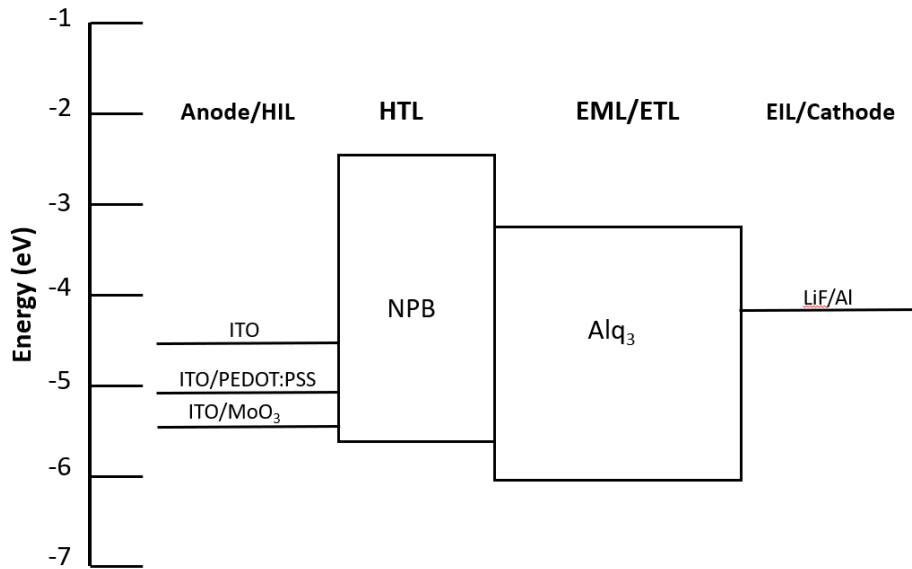 -1
-2
-3
-4
-5
-6
-7
Energy (eV)
Anode/HIL
HTL
EML/ETL
EIL/Cathode
ITO
ITO/PEDOT:PSS
ITO/MoO₃
NPB
Alq₃
LiF/Al